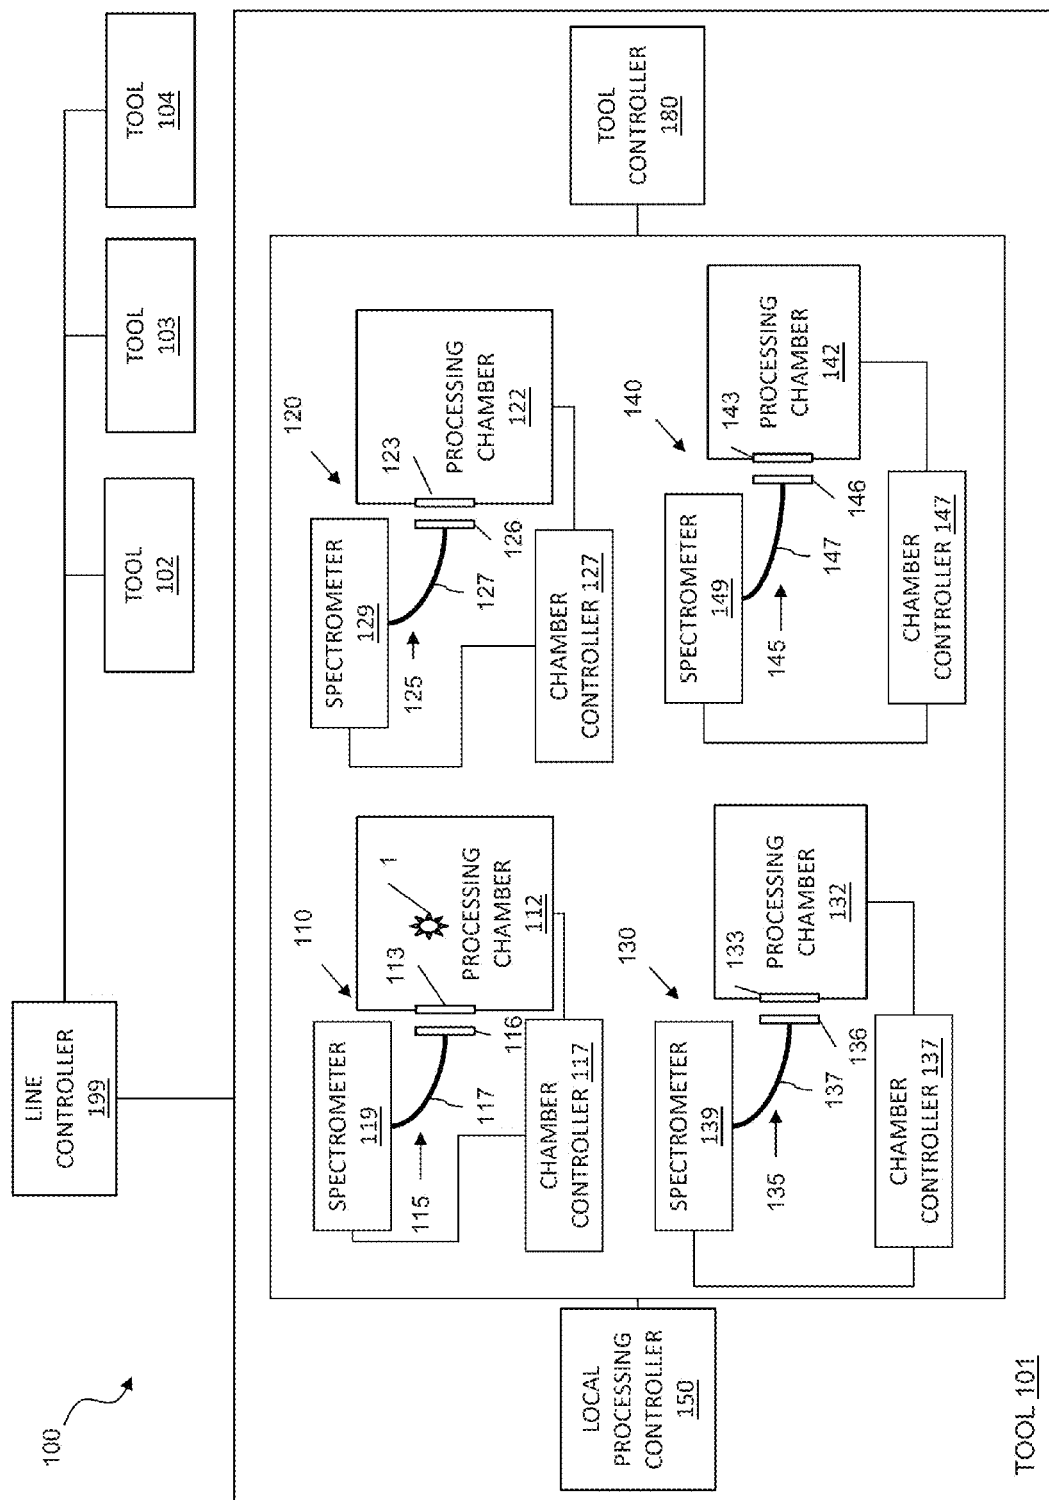 100
LINE
CONTROLLER
199
TOOL
102
TOOL
103
TOOL
104
TOOL 101
LOCAL
PROCESSING
CONTROLLER
150
TOOL
CONTROLLER
180
110
SPECTROMETER
119
115
117
116
113
1
PROCESSING
CHAMBER
112
CHAMBER
CONTROLLER 117
120
SPECTROMETER
129
125
127
126
123
PROCESSING
CHAMBER
122
CHAMBER
CONTROLLER 127
130
SPECTROMETER
139
135
137
136
133
PROCESSING
CHAMBER
132
CHAMBER
CONTROLLER 137
140
SPECTROMETER
149
145
147
146
143
PROCESSING
CHAMBER
142
CHAMBER
CONTROLLER 147